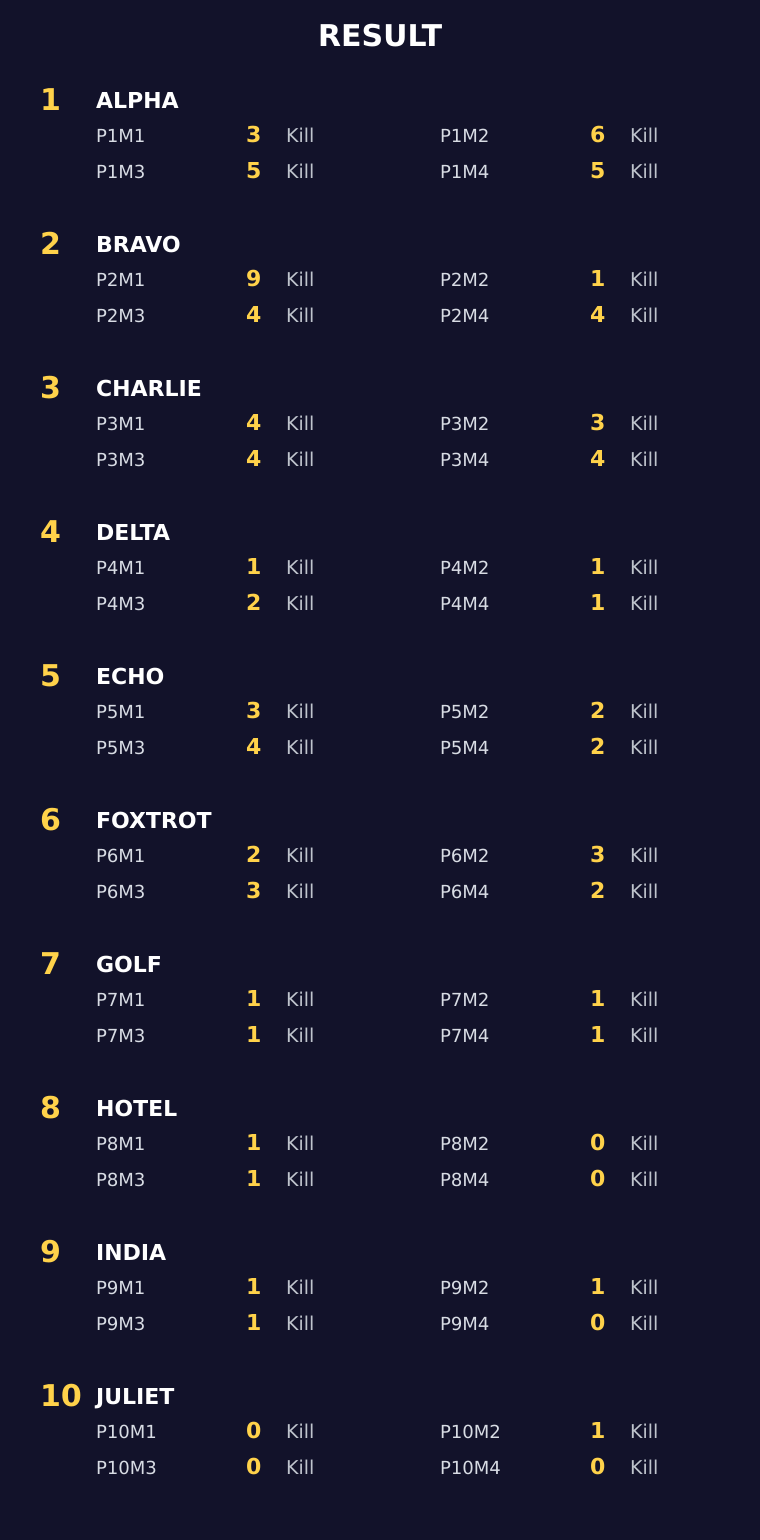 RESULT
1 ALPHA
P1M1 3 Kill P1M2 6 Kill
P1M3 5 Kill P1M4 5 Kill
2 BRAVO
P2M1 9 Kill P2M2 1 Kill
P2M3 4 Kill P2M4 4 Kill
3 CHARLIE
P3M1 4 Kill P3M2 3 Kill
P3M3 4 Kill P3M4 4 Kill
4 DELTA
P4M1 1 Kill P4M2 1 Kill
P4M3 2 Kill P4M4 1 Kill
5 ECHO
P5M1 3 Kill P5M2 2 Kill
P5M3 4 Kill P5M4 2 Kill
6 FOXTROT
P6M1 2 Kill P6M2 3 Kill
P6M3 3 Kill P6M4 2 Kill
7 GOLF
P7M1 1 Kill P7M2 1 Kill
P7M3 1 Kill P7M4 1 Kill
8 HOTEL
P8M1 1 Kill P8M2 0 Kill
P8M3 1 Kill P8M4 0 Kill
9 INDIA
P9M1 1 Kill P9M2 1 Kill
P9M3 1 Kill P9M4 0 Kill
10 JULIET
P10M1 0 Kill P10M2 1 Kill
P10M3 0 Kill P10M4 0 Kill